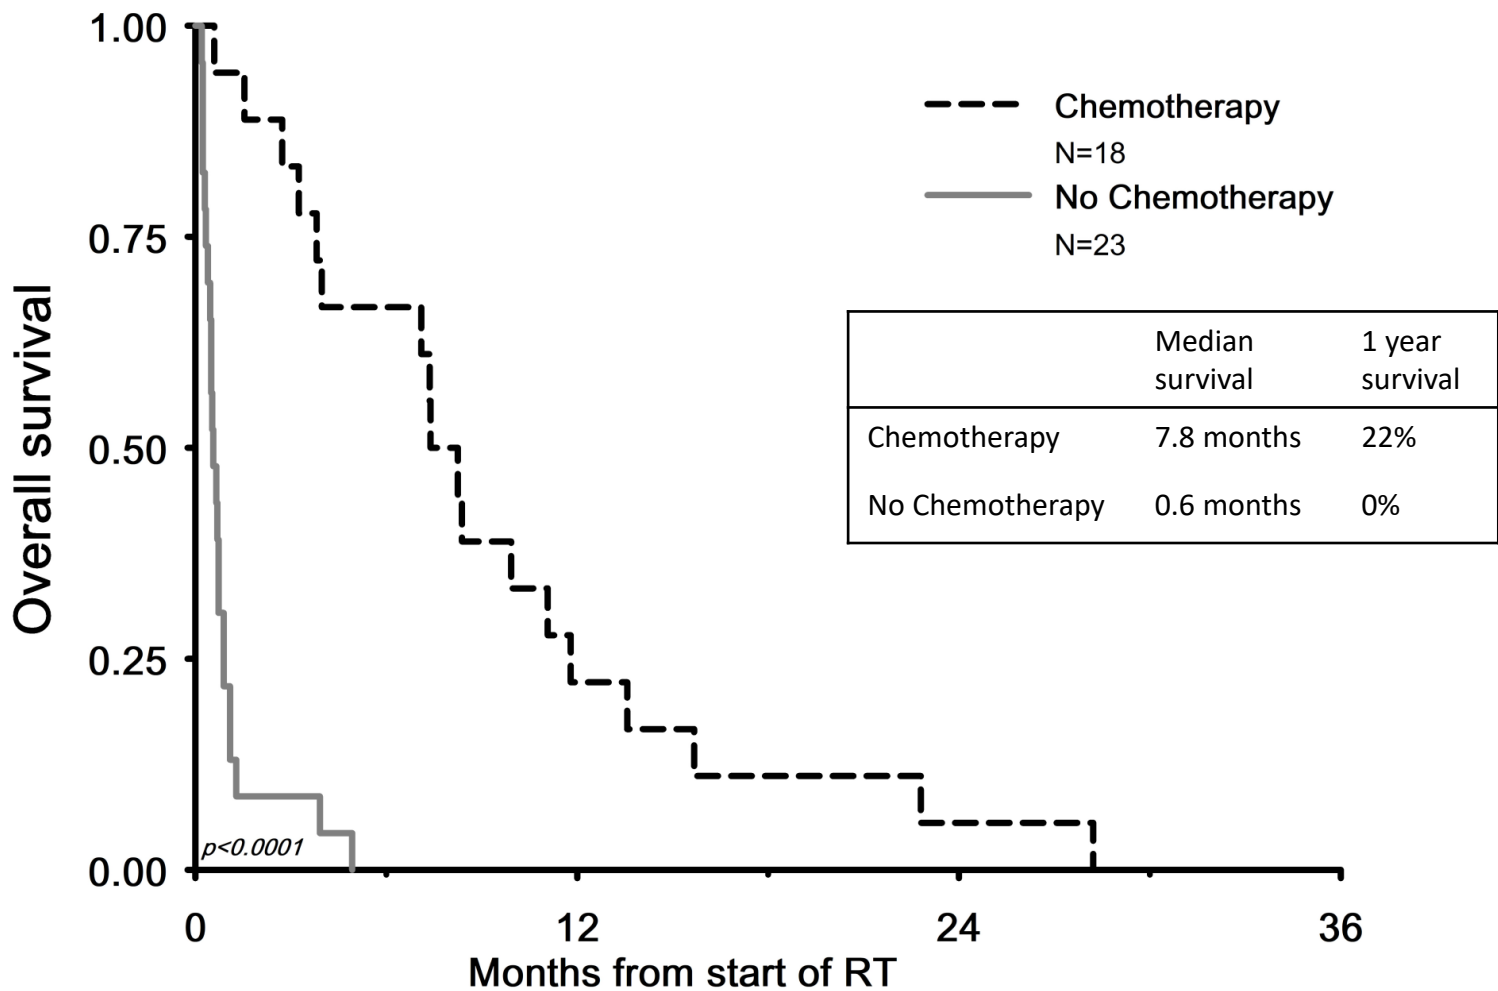 1.00
0.75
0.50
0.25
0.00
Overall survival
Chemotherapy
N=18
No Chemotherapy
N=23
Median survival
1 year survival
Chemotherapy 7.8 months 22%
No Chemotherapy 0.6 months 0%
p<0.0001
0 12 24 36
Months from start of RT